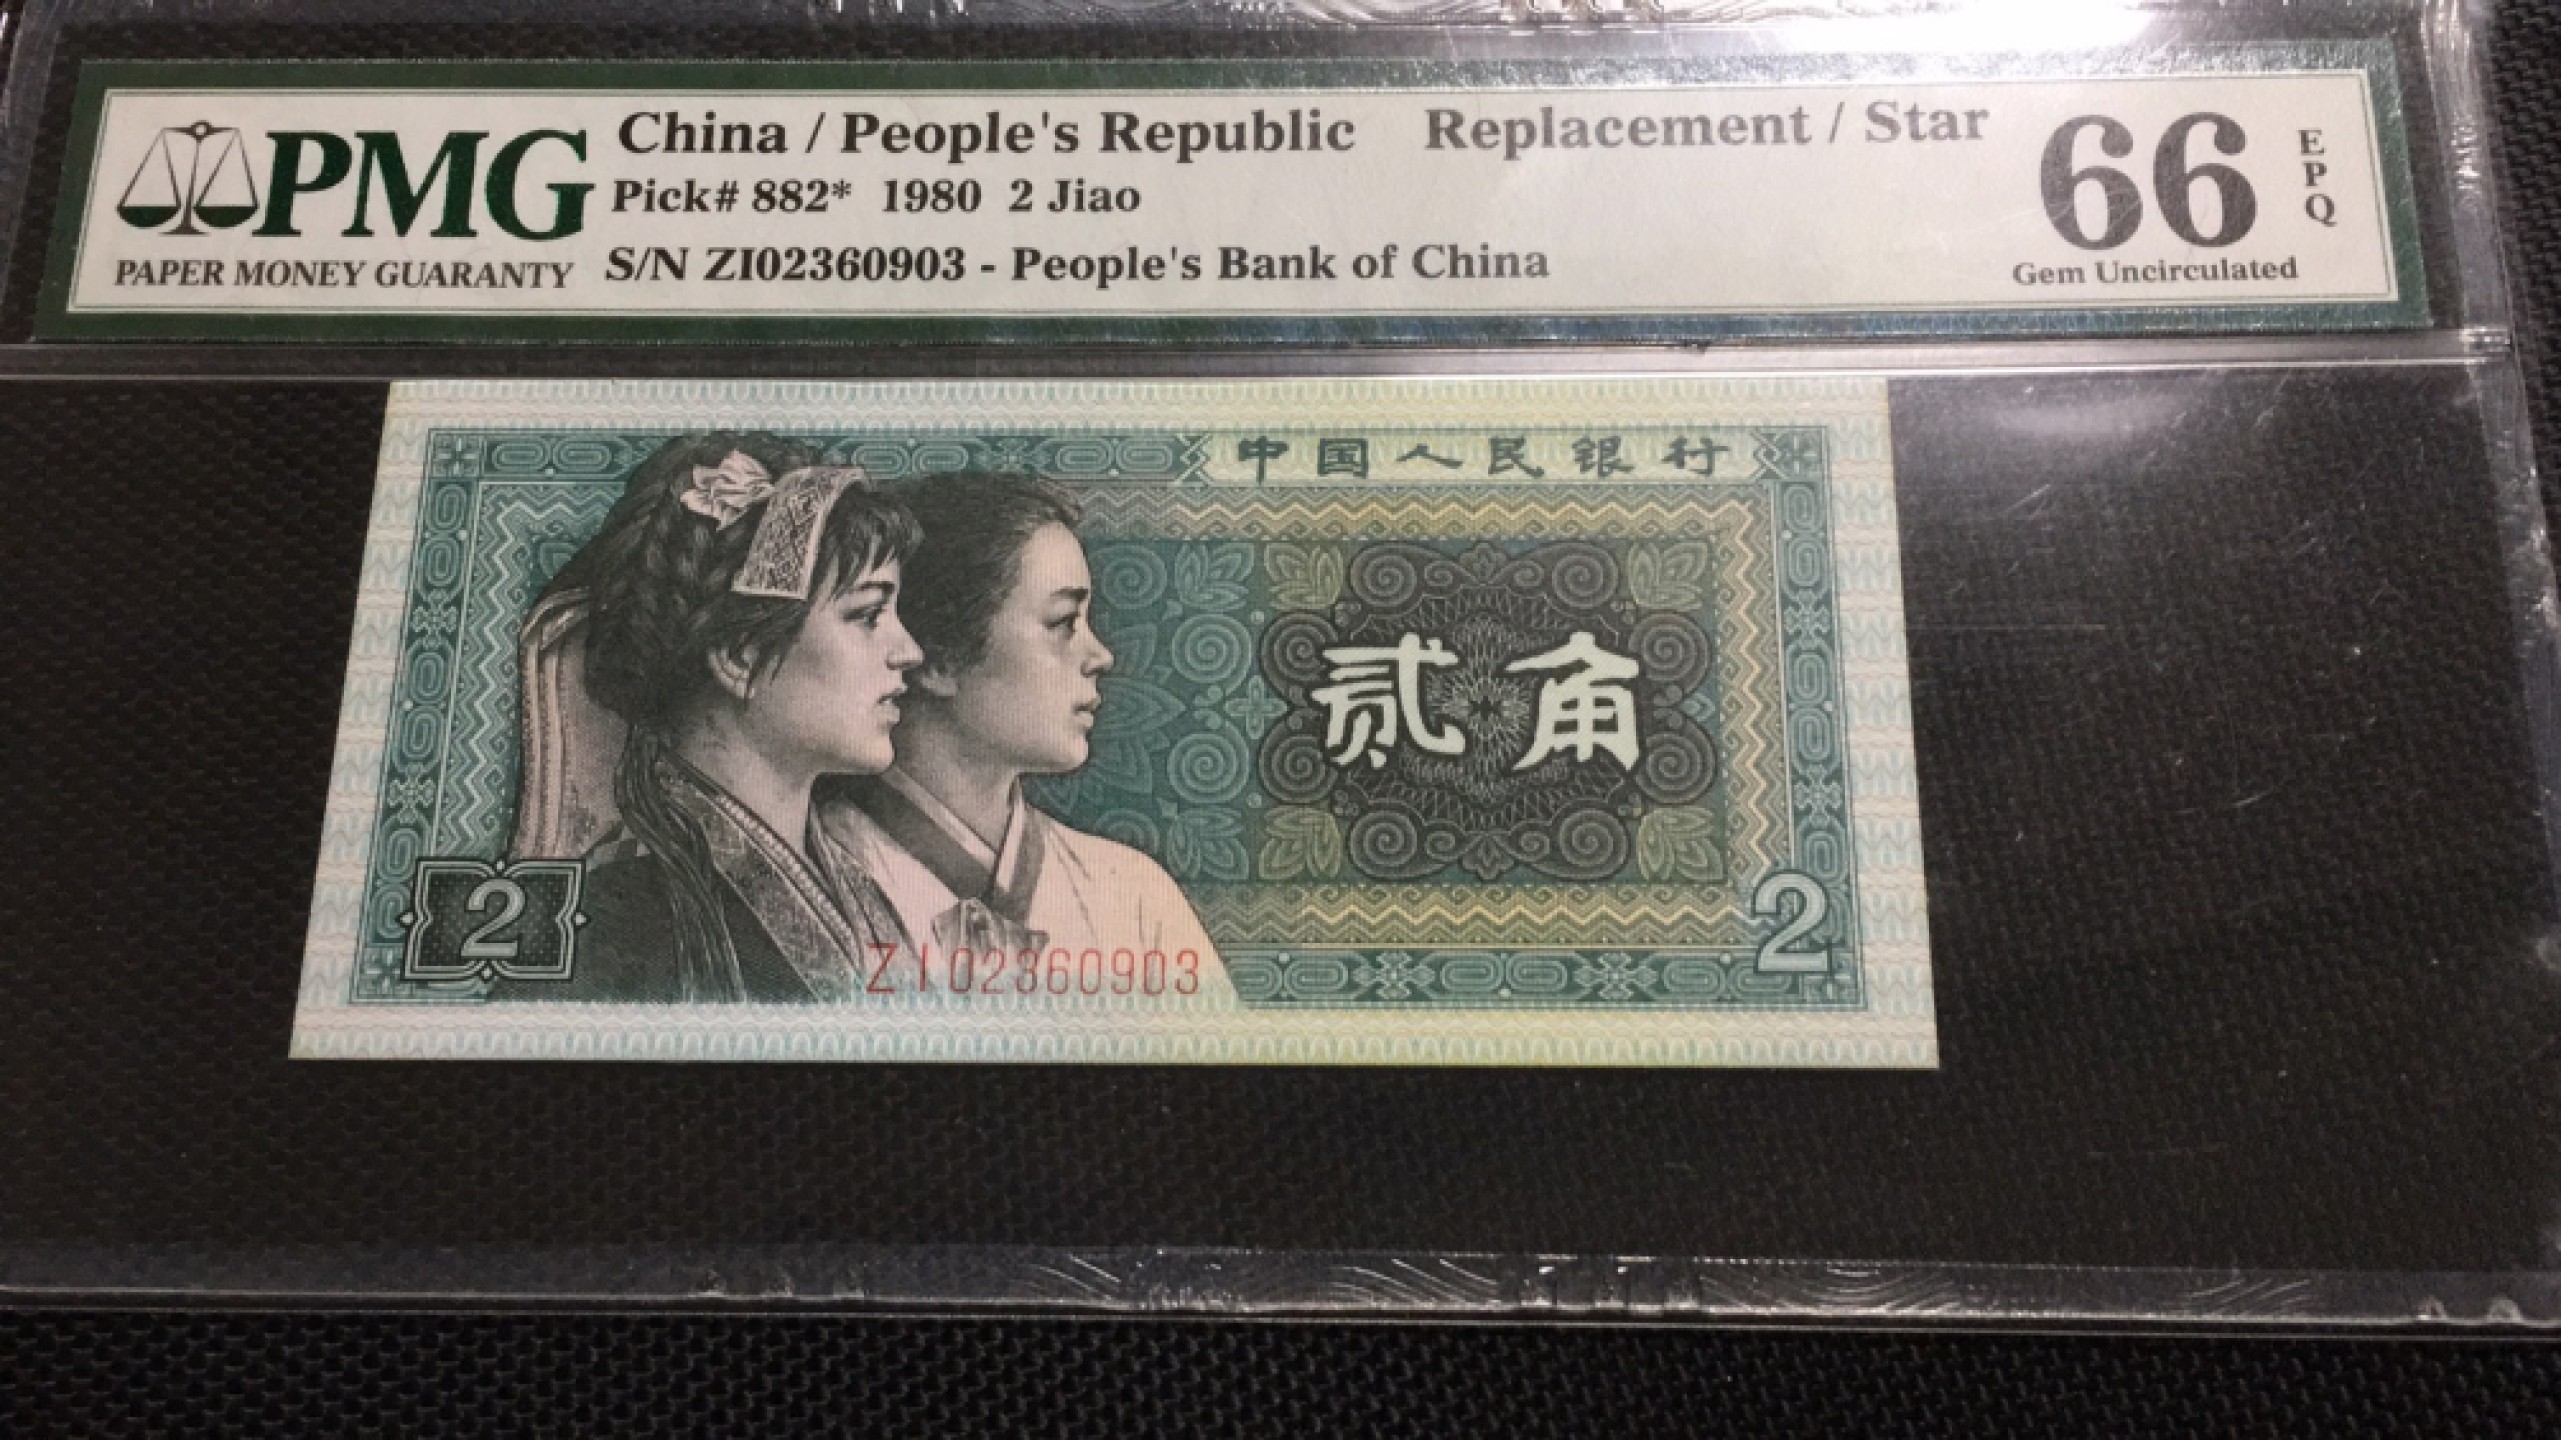 PMG
PAPER MONEY GUARANTY
China / People's Republic Replacement / Star
Pick# 882* 1980 2 Jiao
S/N ZI02360903 - People's Bank of China
66
EPQ
Gem Uncirculated
中国人民银行
贰角
2
ZI02360903
2